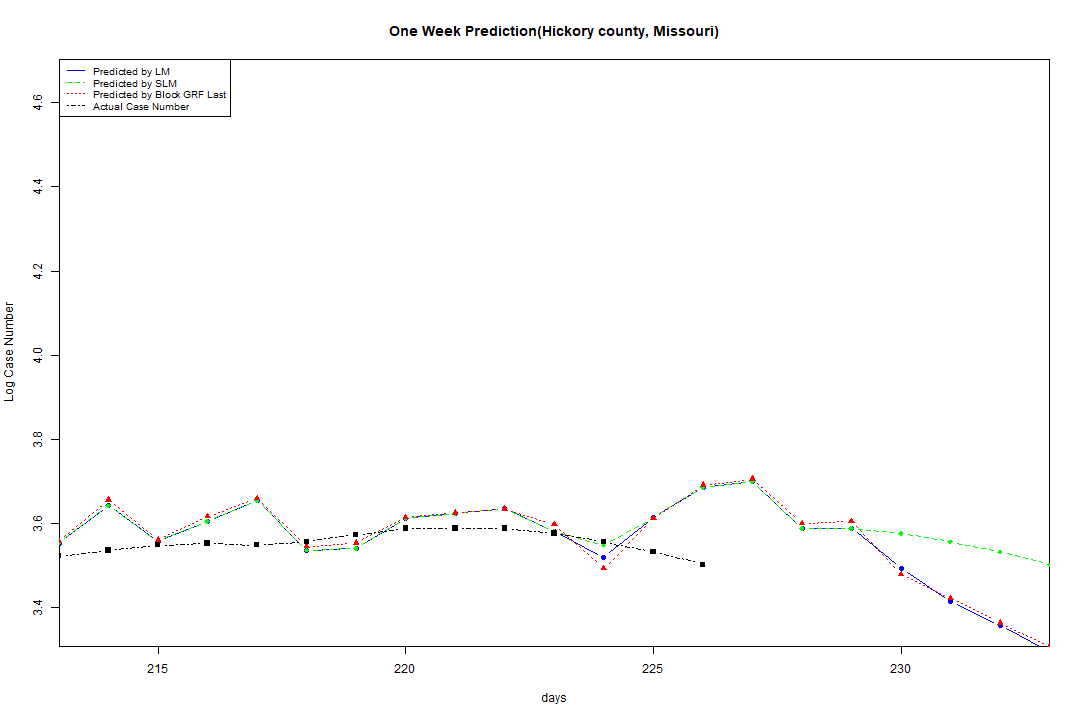 One Week Prediction(Hickory county, Missouri)
Predicted by LM
Predicted by SLM
Predicted by Block GRF Last
Actual Case Number
Log Case Number
4.6
4.4
4.2
4.0
3.8
3.6
3.4
215 220 225 230
days